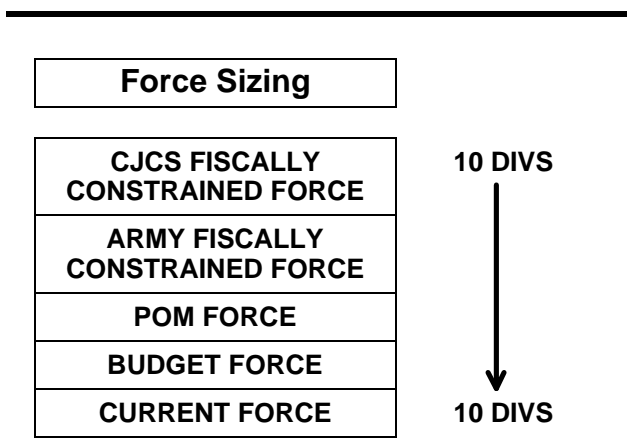 Force Sizing
CJCS FISCALLY
CONSTRAINED FORCE
10 DIVS
ARMY FISCALLY
CONSTRAINED FORCE
POM FORCE
BUDGET FORCE
CURRENT FORCE
10 DIVS